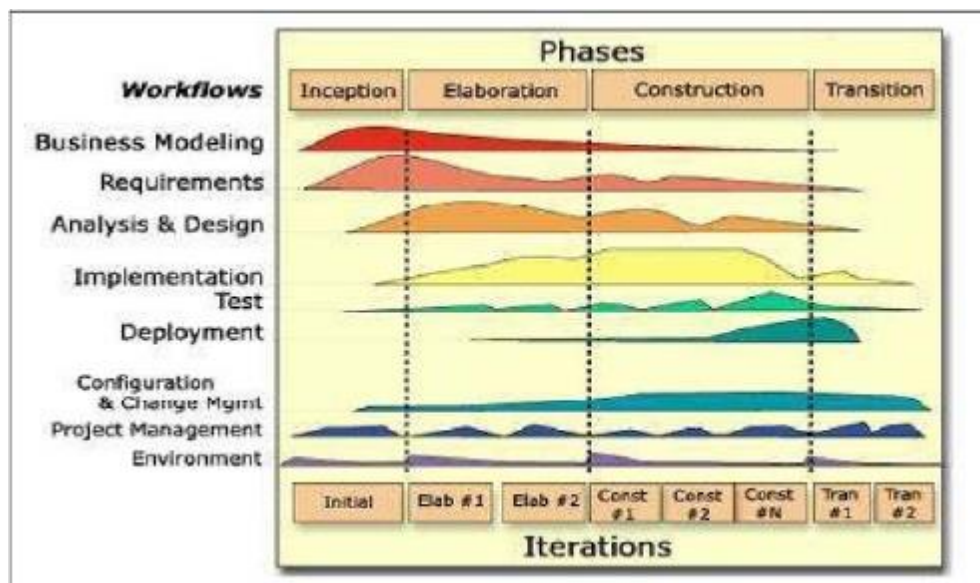 Phases
Workflows Inception Elaboration Construction Transition
Business Modeling
Requirements
Analysis & Design
Implementation
Test
Deployment
Configuration
& Change Mgmt
Project Management
Environment
Initial Elab #1 Elab #2 Const #1 Const #2 Const #N Tran #1 Tran #2
Iterations